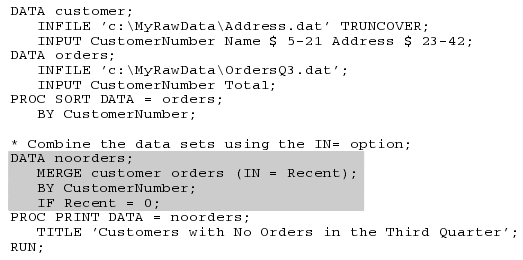 DATA customer;
INFILE 'c:\MyRawData\Address.dat' TRUNCOVER;
INPUT CustomerNumber Name $ 5-21 Address $ 23-42;
DATA orders;
INFILE 'c:\MyRawData\OrdersQ3.dat';
INPUT CustomerNumber Total;
PROC SORT DATA = orders;
BY CustomerNumber;
* Combine the data sets using the IN= option;
DATA noorders;
MERGE customer orders (IN = Recent);
BY CustomerNumber;
IF Recent = 0;
PROC PRINT DATA = noorders;
TITLE 'Customers with No Orders in the Third Quarter';
RUN;